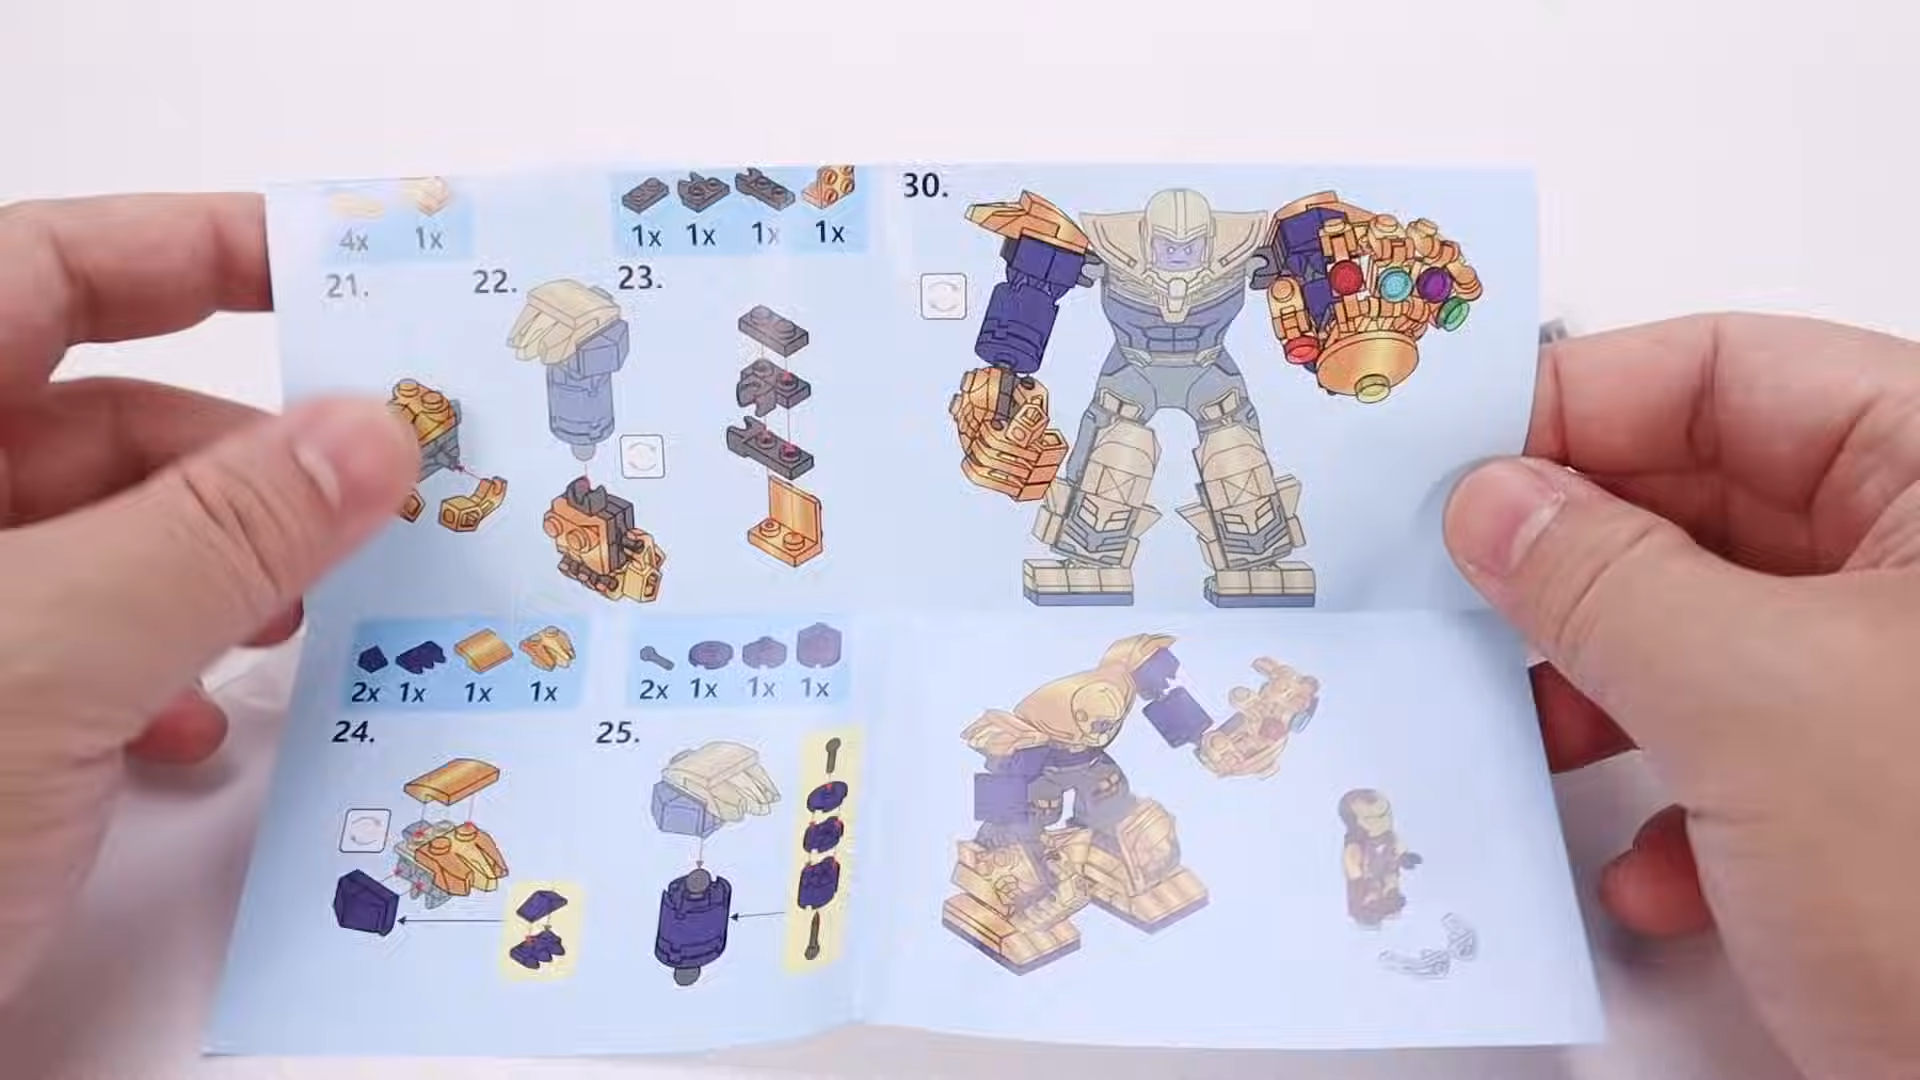 4x 1x
1x 1x 1x 1x
21. 22. 23.
30.
2x 1x 1x 1x
2x 1x 1x 1x
24. 25.